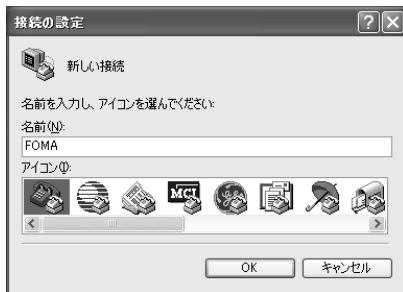 接続の設定
新しい接続
名前を入力し、アイコンを選んでください:
名前(N):
FOMA
アイコン(I):
MCI
OK
キャンセル